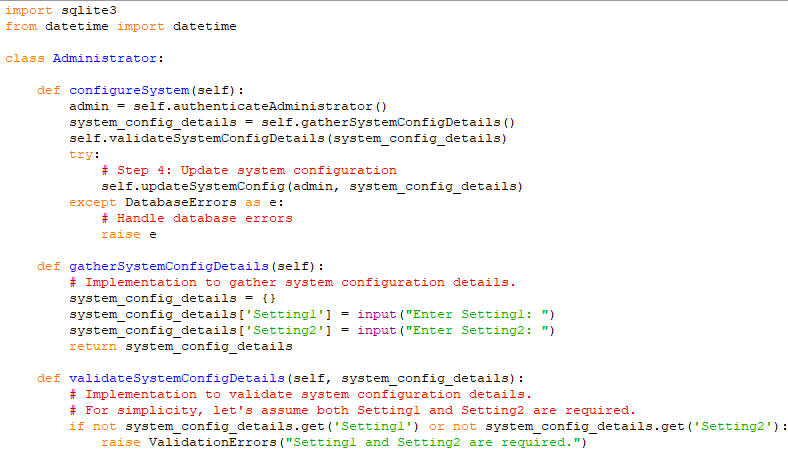 import sqlite3
from datetime import datetime
class Administrator:
def configureSystem(self):
admin = self.authenticateAdministrator()
system_config_details = self.gatherSystemConfigDetails()
self.validateSystemConfigDetails(system_config_details)
try:
# Step 4: Update system configuration
self.updateSystemConfig(admin, system_config_details)
except DatabaseErrors as e:
# Handle database errors
raise e
def gatherSystemConfigDetails(self):
# Implementation to gather system configuration details.
system_config_details = {}
system_config_details['Setting1'] = input("Enter Setting1: ")
system_config_details['Setting2'] = input("Enter Setting2: ")
return system_config_details
def validateSystemConfigDetails(self, system_config_details):
# Implementation to validate system configuration details.
# For simplicity, let's assume both Setting1 and Setting2 are required.
if not system_config_details.get('Setting1') or not system_config_details.get('Setting2'):
raise ValidationErrors("Setting1 and Setting2 are required.")